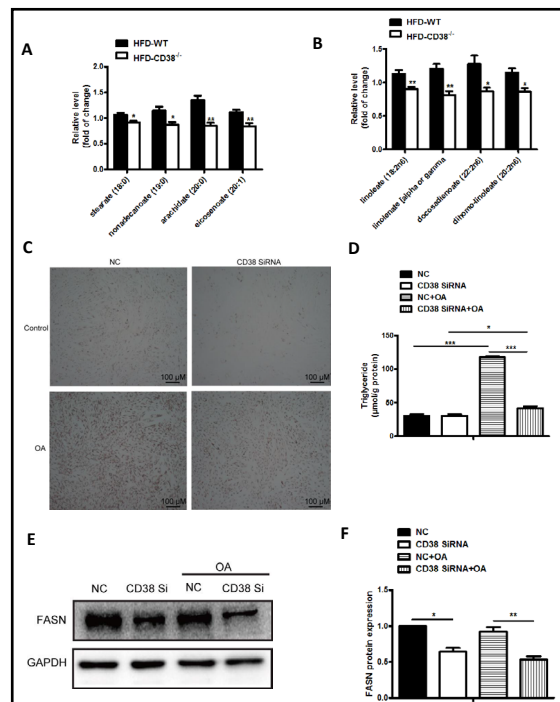 A
HFD-WT
HFD-CD38-/-
Relative level
(fold of change)
2.0
1.5
1.0
0.5
0.0
*
*
**
**
stearate (18:0)
nonadecanoate (19:0)
arachidate (20:0)
eicosenoate (20:1)
B
HFD-WT
HFD-CD38-/-
Relative level
(fold of change)
1.5
1.0
0.5
0.0
**
**
*
*
linoleate (18:2n6)
linolenate [alpha or gamma
docosadienoate (22:2n6)
dihomo-linoleate (20:2n6)
C
NC
CD38 SiRNA
Control
100 µM
100 µM
OA
100 µM
100 µM
D
NC
CD38 SiRNA
NC+OA
CD38 SiRNA+OA
Triglyceride
(µmol/g protein)
150
100
50
0
*
***
***
E
OA
NC
CD38 Si
NC
CD38 Si
FASN
GAPDH
F
NC
CD38 SiRNA
NC+OA
CD38 SiRNA+OA
FASN protein expression
1.5
1.0
0.5
0.0
*
**